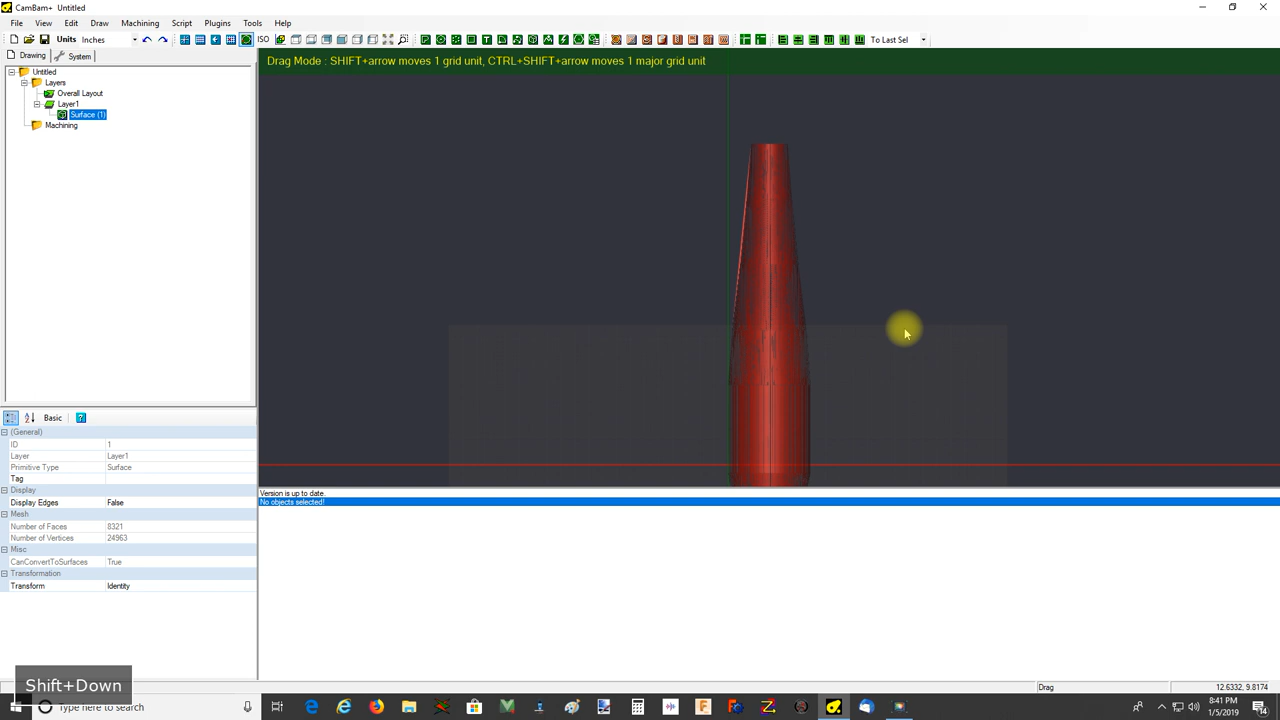 CamBam+ Untitled
File View Edit Draw Machining Script Plugins Tools Help
Units Inches ISO To Last Sel
Drawing System
Drag Mode : SHIFT+arrow moves 1 grid unit, CTRL+SHIFT+arrow moves 1 major grid unit
Untitled
Layers
Overall Layout
Layer1
Surface (1)
Machining
Basic
(General)
ID 1
Layer Layer1
Primitive Type Surface
Tag
Display
Display Edges False
Mesh
Number of Faces 8321
Number of Vertices 24963
Misc
CanConvertToSurfaces True
Transformation
Transform Identity
Version is up to date.
No objects selected!
Shift+Down
Drag 12.6332, 9.8174
Type here to search
8:41 PM
1/5/2019